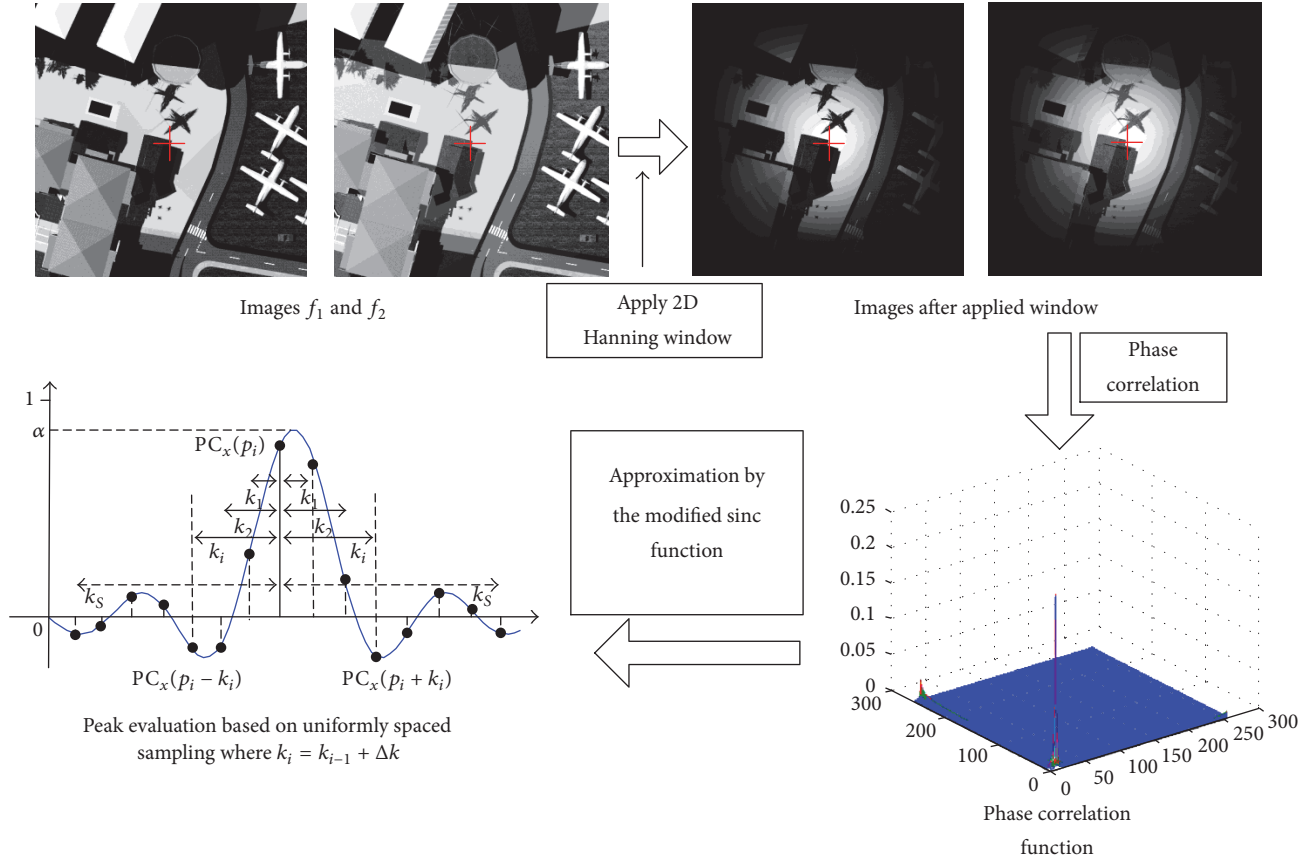 Images f₁ and f₂
Apply 2D
Hanning window
Images after applied window
Phase
correlation
1
α
0
PCₓ(pᵢ)
k₁
k₁
k₂
k₂
kᵢ
kᵢ
k_S
k_S
PCₓ(pᵢ − kᵢ)
PCₓ(pᵢ + kᵢ)
Peak evaluation based on uniformly spaced
sampling where kᵢ = kᵢ₋₁ + Δk
Approximation by
the modified sinc
function
0.25
0.2
0.15
0.1
0.05
0
300
200
100
0
0
50
100
150
200
250
300
Phase correlation
function